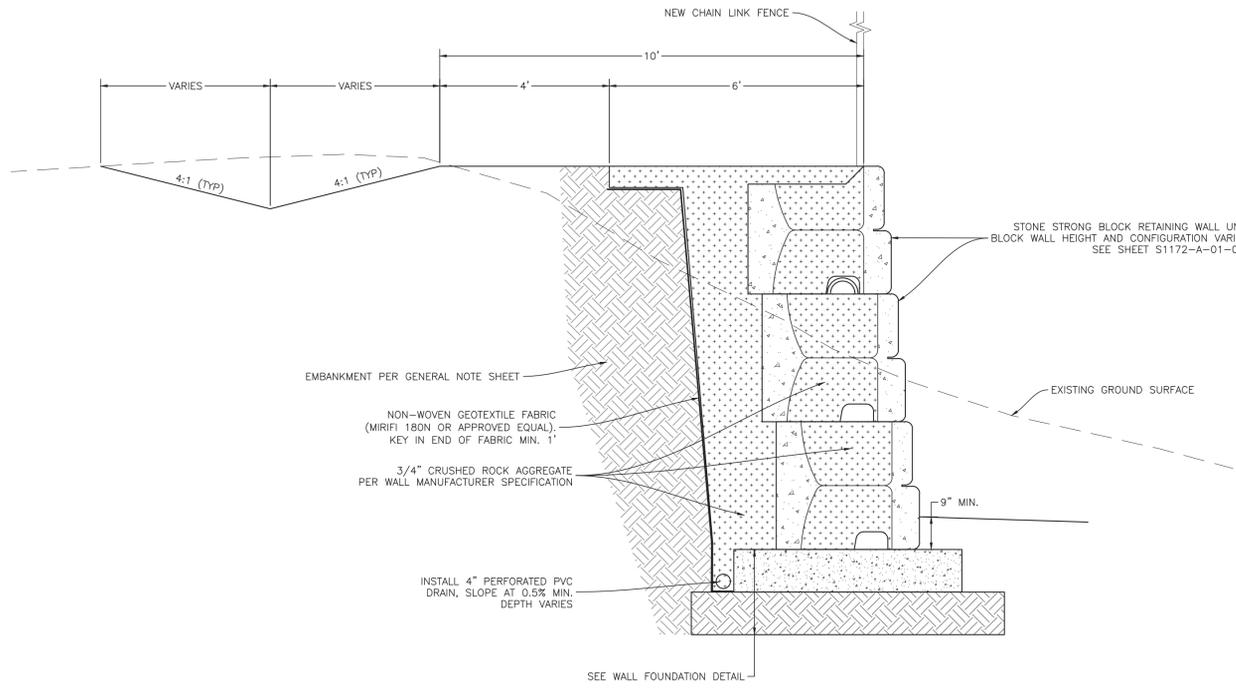 NEW CHAIN LINK FENCE
10'
VARIES
VARIES
4'
6'
4:1 (TYP)
4:1 (TYP)
STONE STRONG BLOCK RETAINING WALL
BLOCK WALL HEIGHT AND CONFIGURATION
SEE SHEET
EMBANKMENT PER GENERAL NOTE SHEET
EXISTING GROUND SURFACE
NON-WOVEN GEOTEXTILE FABRIC
(MIRIFI 180N OR APPROVED EQUAL).
KEY IN END OF FABRIC MIN. 1'
3/4" CRUSHED ROCK AGGREGATE
PER WALL MANUFACTURER SPECIFICATION
9" MIN.
INSTALL 4" PERFORATED PVC
DRAIN, SLOPE AT 0.5% MIN.
DEPTH VARIES
SEE WALL FOUNDATION DETAIL